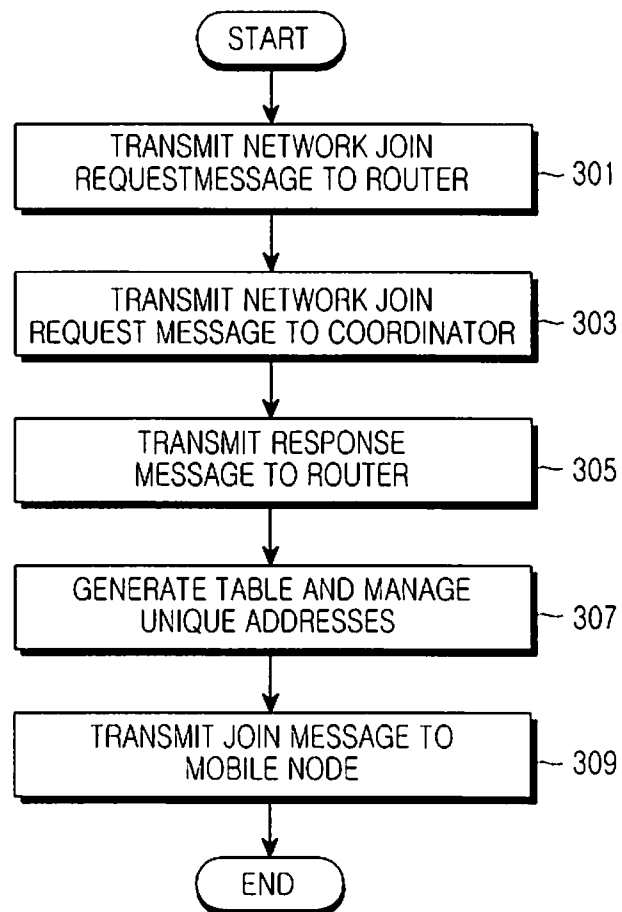 START
TRANSMIT NETWORK JOIN
REQUESTMESSAGE TO ROUTER
301
TRANSMIT NETWORK JOIN
REQUEST MESSAGE TO COORDINATOR
303
TRANSMIT RESPONSE
MESSAGE TO ROUTER
305
GENERATE TABLE AND MANAGE
UNIQUE ADDRESSES
307
TRANSMIT JOIN MESSAGE TO
MOBILE NODE
309
END